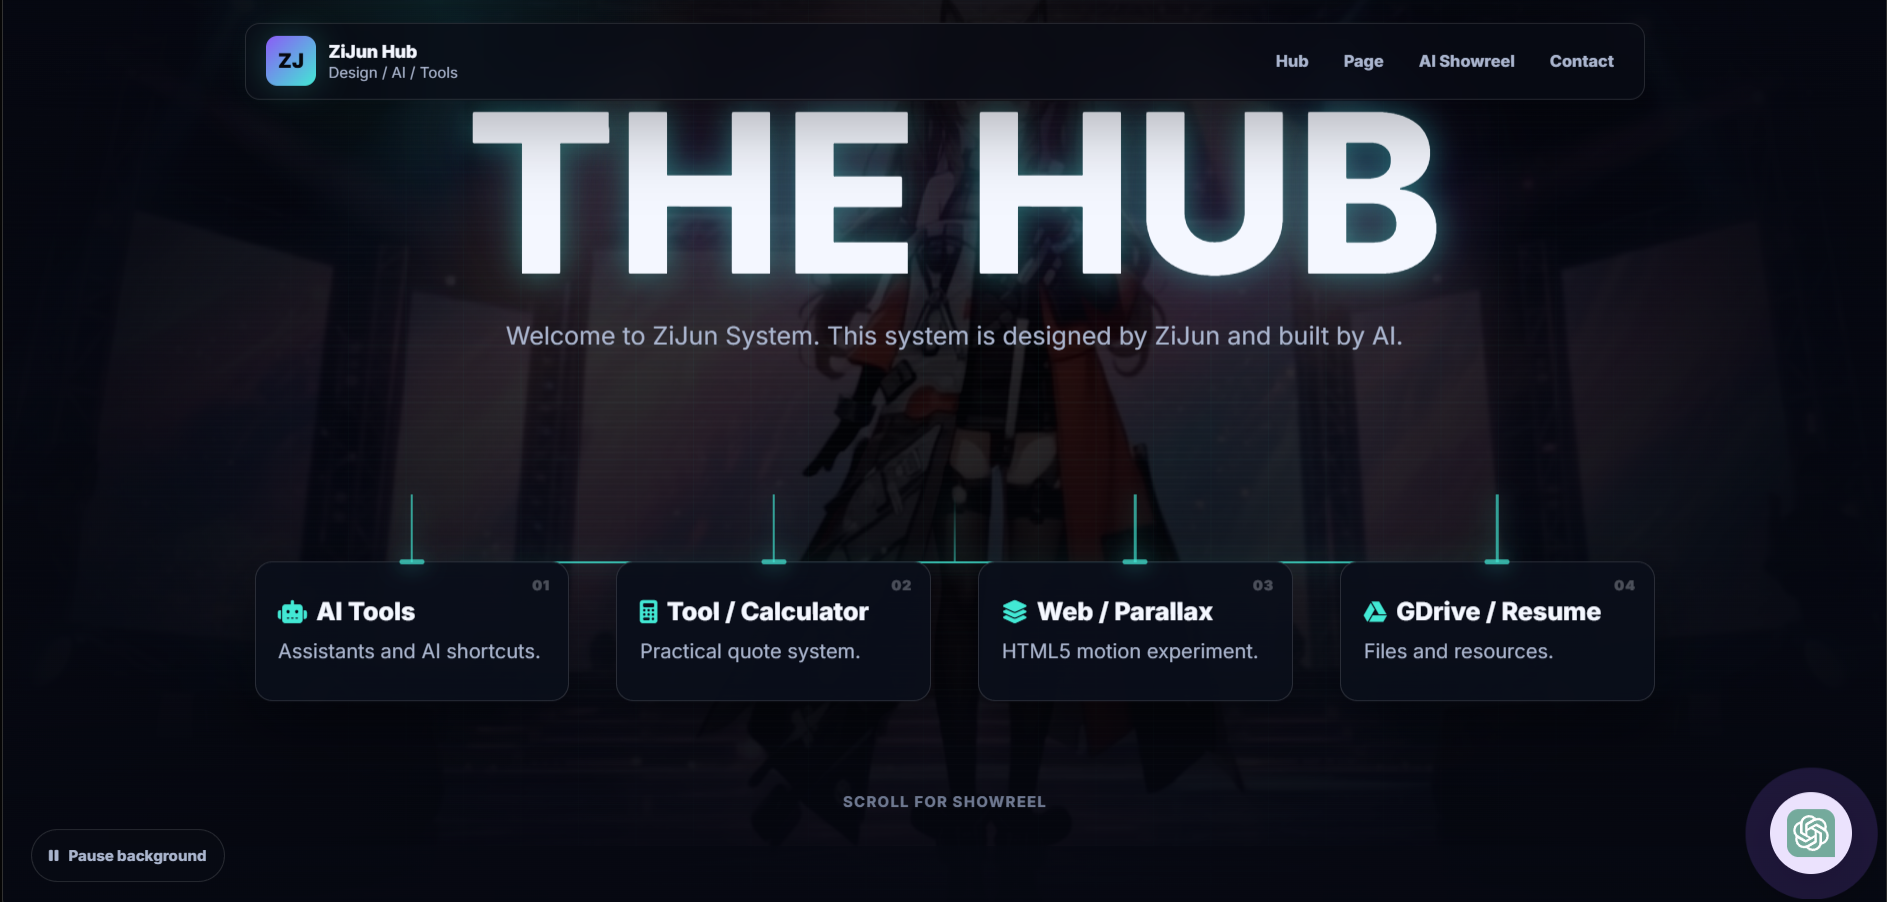 ZJ
ZiJun Hub
Design / AI / Tools
Hub
Page
AI Showreel
Contact
THE HUB
Welcome to ZiJun System. This system is designed by ZiJun and built by AI.
01
AI Tools
Assistants and AI shortcuts.
02
Tool / Calculator
Practical quote system.
03
Web / Parallax
HTML5 motion experiment.
04
GDrive / Resume
Files and resources.
SCROLL FOR SHOWREEL
Pause background